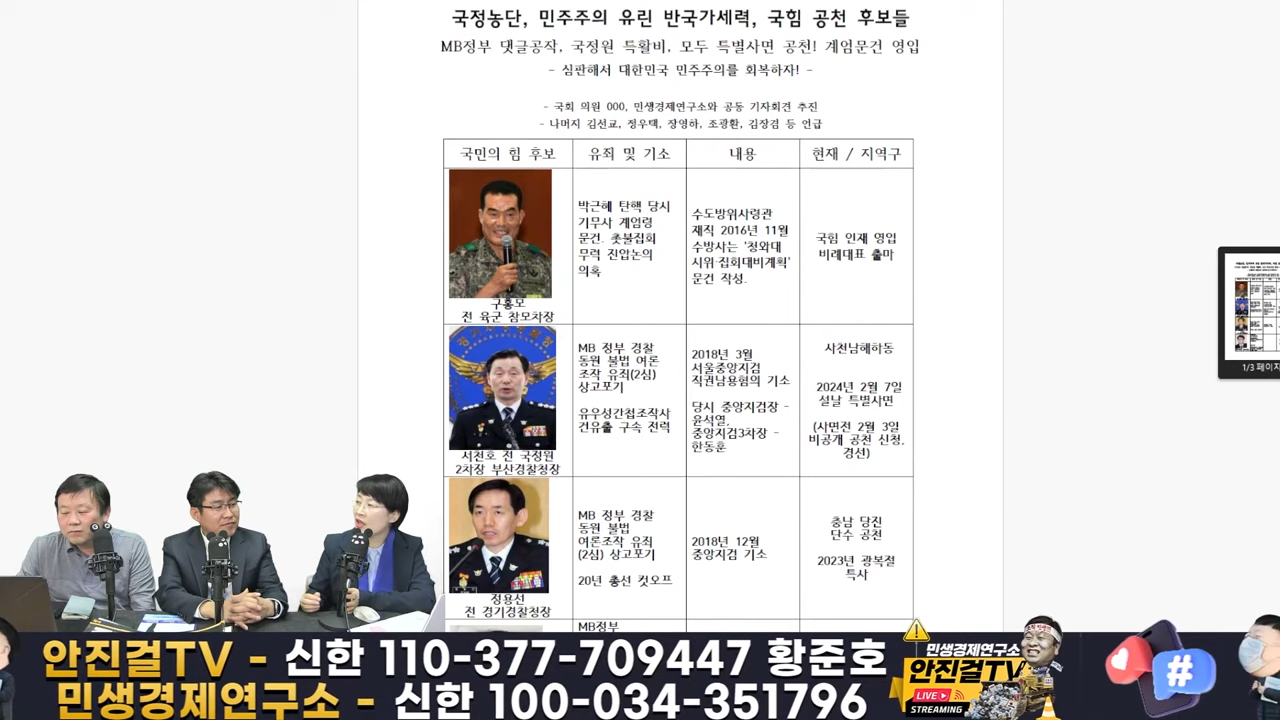 국정농단, 민주주의 유린 반국가세력, 국힘 공천 후보들
MB정부 댓글공작, 국정원 특활비, 모두 특별사면 공천! 계엄문건 영입
- 심판해서 대한민국 민주주의를 회복하자! -
- 국회 의원 000, 민생경제연구소와 공동 기자회견 추진
- 나머지 김선교, 정우택, 장영하, 조광환, 김장겸 등 언급
국민의 힘 후보
유죄 및 기소
내용
현재 / 지역구
구홍모
전 육군 참모차장
박근혜 탄핵 당시
기무사 계엄령
문건. 촛불집회
무력 진압논의
의혹
수도방위사령관
재직 2016년 11월
수방사는 '청와대
시위·집회대비계획'
문건 작성.
국힘 인재 영입
비례대표 출마
서천호 전 국정원
2차장 부산경찰청장
MB 정부 경찰
동원 불법 여론
조작 유죄(2심)
상고포기
유우성간첩조작사
건유출 구속 전력
2018년 3월
서울중앙지검
직권남용혐의 기소
당시 중앙지검장 -
윤석열,
중앙지검3차장 -
한동훈
사천남해하동
2024년 2월 7일
설날 특별사면
(사면전 2월 3일
비공개 공천 신청.
경선)
정용선
전 경기경찰청장
MB 정부 경찰
동원 불법
여론조작 유죄
(2심) 상고포기
20년 총선 컷오프
2018년 12월
중앙지검 기소
충남 당진
단수 공천
2023년 광복절
특사
MB정부
1/3 페이지
안진걸TV - 신한 110-377-709447 황준호
민생경제연구소 - 신한 100-034-351796
민생경제연구소
안진걸TV
LIVE
STREAMING
#